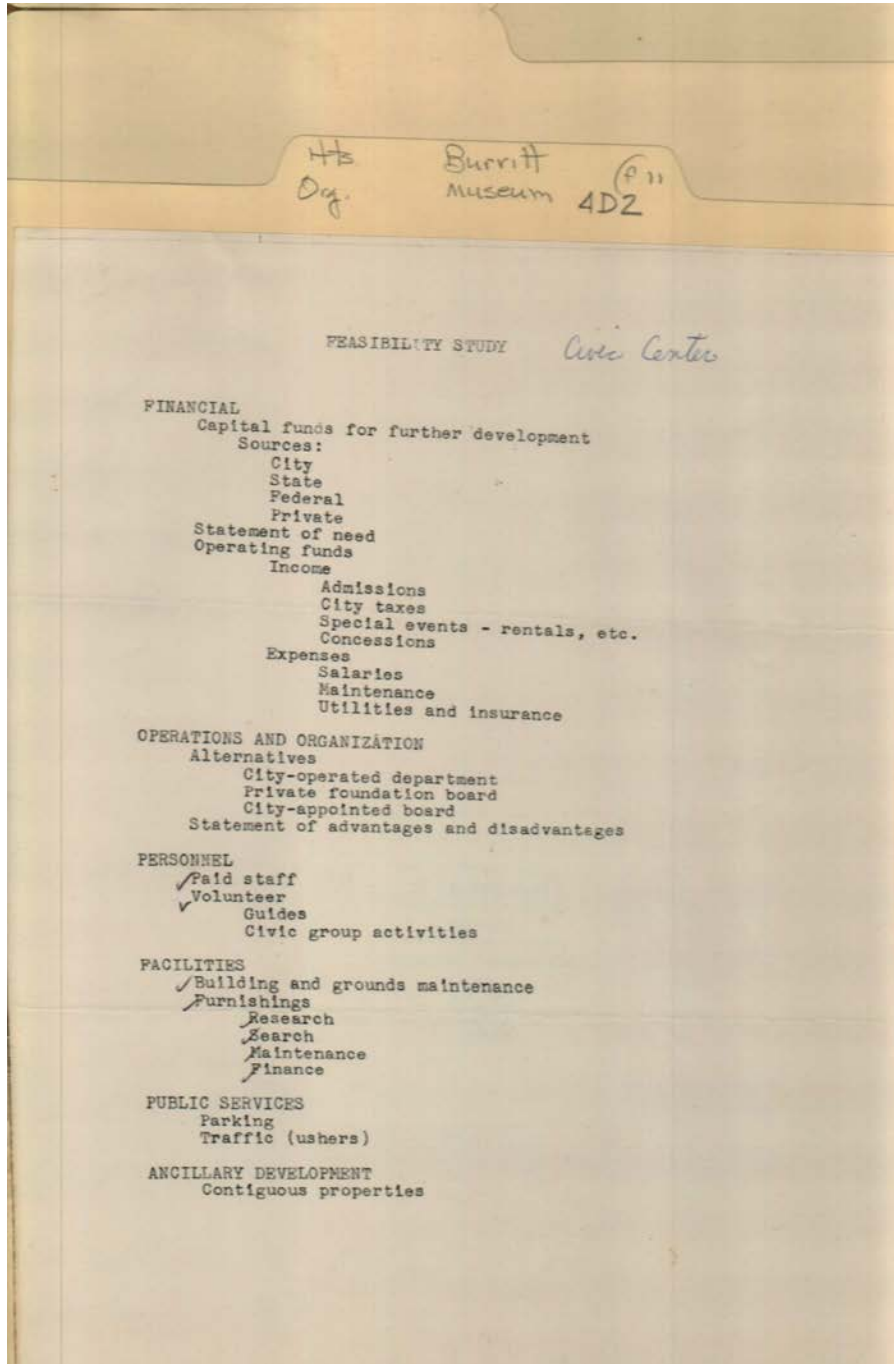 Hts Burritt
Org. Museum
f 11
4D2
FEASIBILITY STUDY Civic Center
FINANCIAL
Capital funds for further development
Sources:
City
State
Federal
Private
Statement of need
Operating funds
Income
Admissions
City taxes
Special events - rentals, etc.
Concessions
Expenses
Salaries
Maintenance
Utilities and insurance
OPERATIONS AND ORGANIZATION
Alternatives
City-operated department
Private foundation board
City-appointed board
Statement of advantages and disadvantages
PERSONNEL
Paid staff
Volunteer
Guides
Civic group activities
FACILITIES
Building and grounds maintenance
Furnishings
Research
Search
Maintenance
Finance
PUBLIC SERVICES
Parking
Traffic (ushers)
ANCILLARY DEVELOPMENT
Contiguous properties